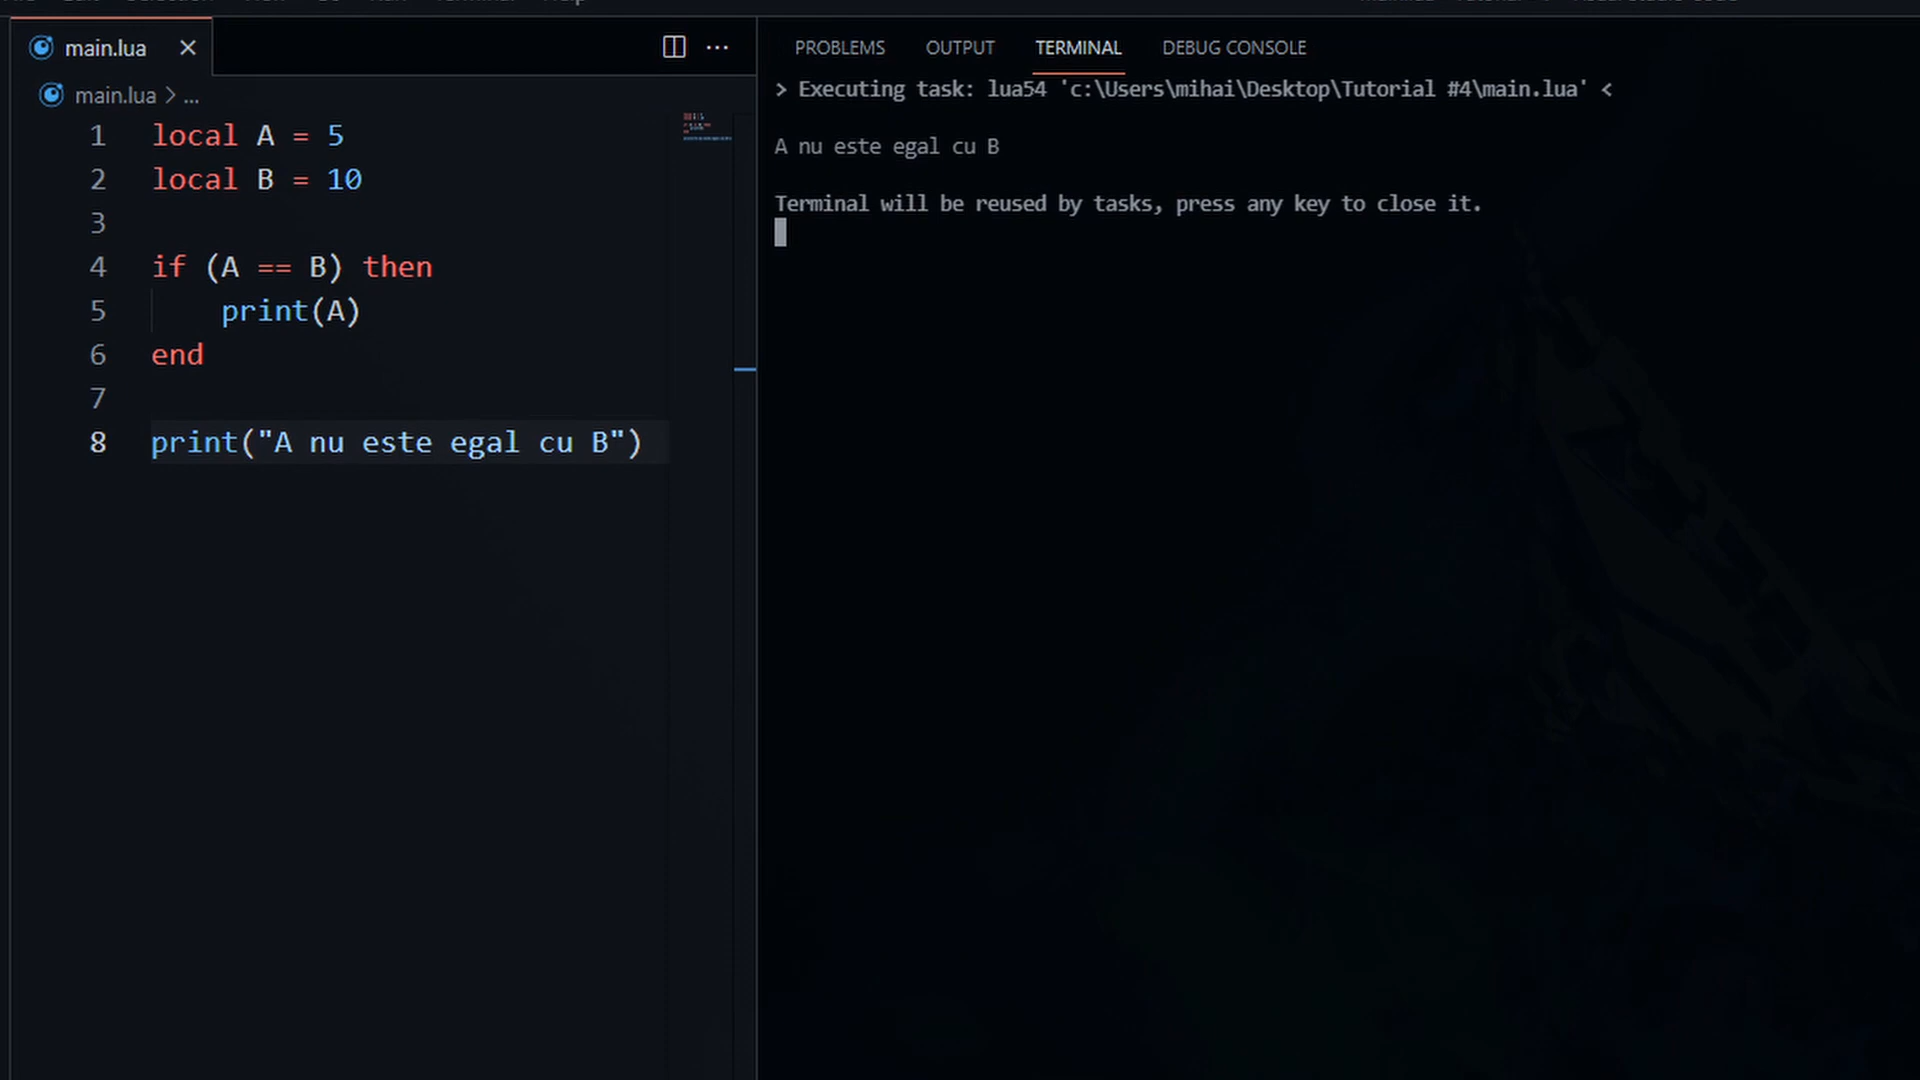 main.lua
main.lua > ...
1 local A = 5
2 local B = 10
3
4 if (A == B) then
5 print(A)
6 end
7
8 print("A nu este egal cu B")
PROBLEMS OUTPUT TERMINAL DEBUG CONSOLE
> Executing task: lua54 'c:\Users\mihai\Desktop\Tutorial #4\main.lua' <
A nu este egal cu B
Terminal will be reused by tasks, press any key to close it.